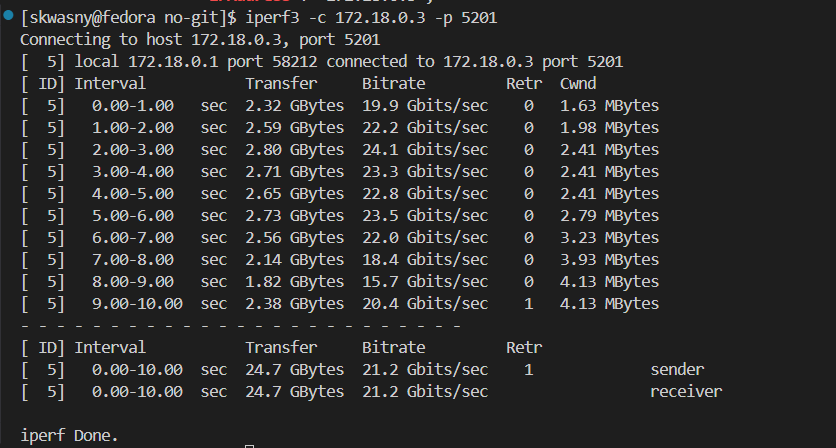 [skwasny@fedora no-git]$ iperf3 -c 172.18.0.3 -p 5201
Connecting to host 172.18.0.3, port 5201
[  5] local 172.18.0.1 port 58212 connected to 172.18.0.3 port 5201
[ ID] Interval           Transfer     Bitrate         Retr  Cwnd
[  5]   0.00-1.00   sec  2.32 GBytes  19.9 Gbits/sec    0   1.63 MBytes
[  5]   1.00-2.00   sec  2.59 GBytes  22.2 Gbits/sec    0   1.98 MBytes
[  5]   2.00-3.00   sec  2.80 GBytes  24.1 Gbits/sec    0   2.41 MBytes
[  5]   3.00-4.00   sec  2.71 GBytes  23.3 Gbits/sec    0   2.41 MBytes
[  5]   4.00-5.00   sec  2.65 GBytes  22.8 Gbits/sec    0   2.41 MBytes
[  5]   5.00-6.00   sec  2.73 GBytes  23.5 Gbits/sec    0   2.79 MBytes
[  5]   6.00-7.00   sec  2.56 GBytes  22.0 Gbits/sec    0   3.23 MBytes
[  5]   7.00-8.00   sec  2.14 GBytes  18.4 Gbits/sec    0   3.93 MBytes
[  5]   8.00-9.00   sec  1.82 GBytes  15.7 Gbits/sec    0   4.13 MBytes
[  5]   9.00-10.00  sec  2.38 GBytes  20.4 Gbits/sec    1   4.13 MBytes
- - - - - - - - - - - - - - - - - - - - - - - - -
[ ID] Interval           Transfer     Bitrate         Retr
[  5]   0.00-10.00  sec  24.7 GBytes  21.2 Gbits/sec    1             sender
[  5]   0.00-10.00  sec  24.7 GBytes  21.2 Gbits/sec                  receiver
iperf Done.